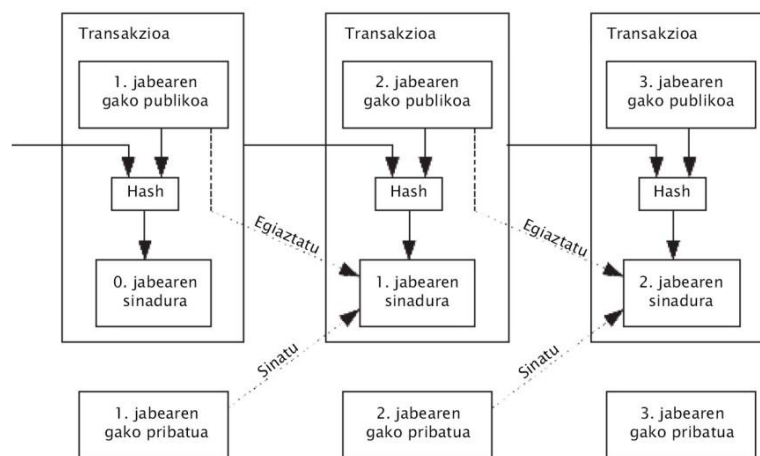 Transakzioa
Transakzioa
Transakzioa
1. jabearen
gako publikoa
2. jabearen
gako publikoa
3. jabearen
gako publikoa
Hash
Hash
Hash
Egiaztatu
Egiaztatu
0. jabearen
sinadura
1. jabearen
sinadura
2. jabearen
sinadura
Sinatu
Sinatu
1. jabearen
gako pribatua
2. jabearen
gako pribatua
3. jabearen
gako pribatua